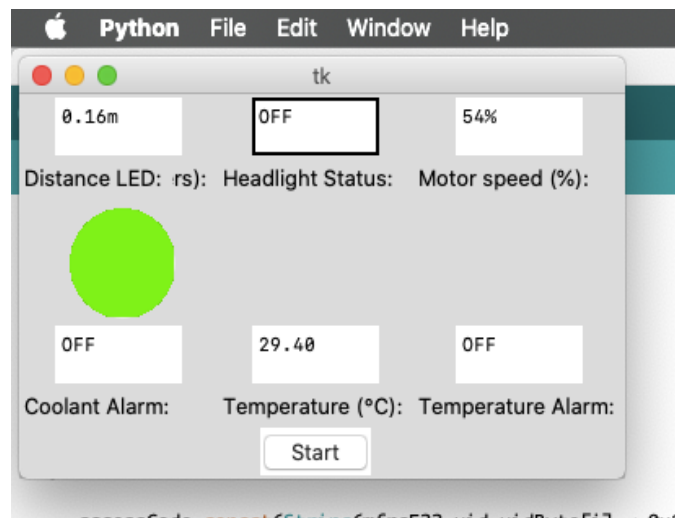 Python File Edit Window Help
tk
0.16m OFF 54%
Distance LED: rs): Headlight Status: Motor speed (%):
OFF 29.40 OFF
Coolant Alarm: Temperature (°C): Temperature Alarm:
Start